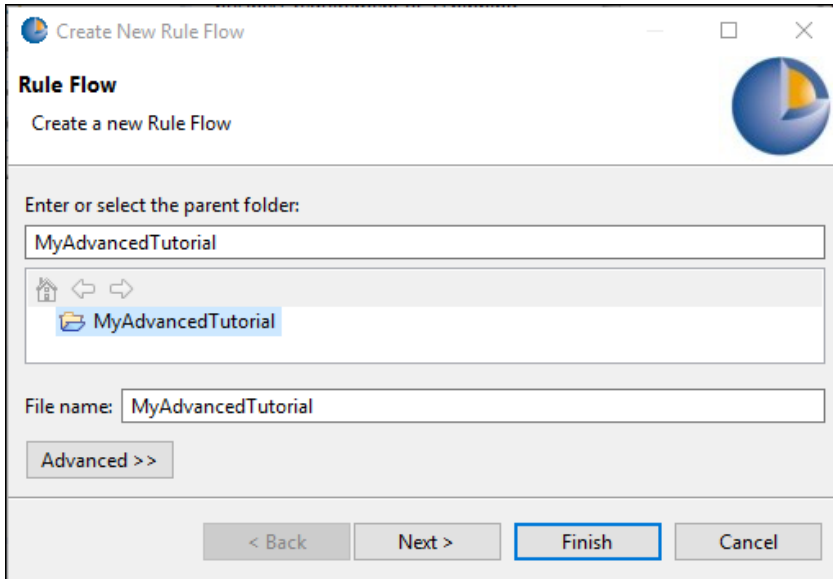 Create New Rule Flow
Rule Flow
Create a new Rule Flow
Enter or select the parent folder:
MyAdvancedTutorial
MyAdvancedTutorial
File name: MyAdvancedTutorial
Advanced >>
< Back Next > Finish Cancel